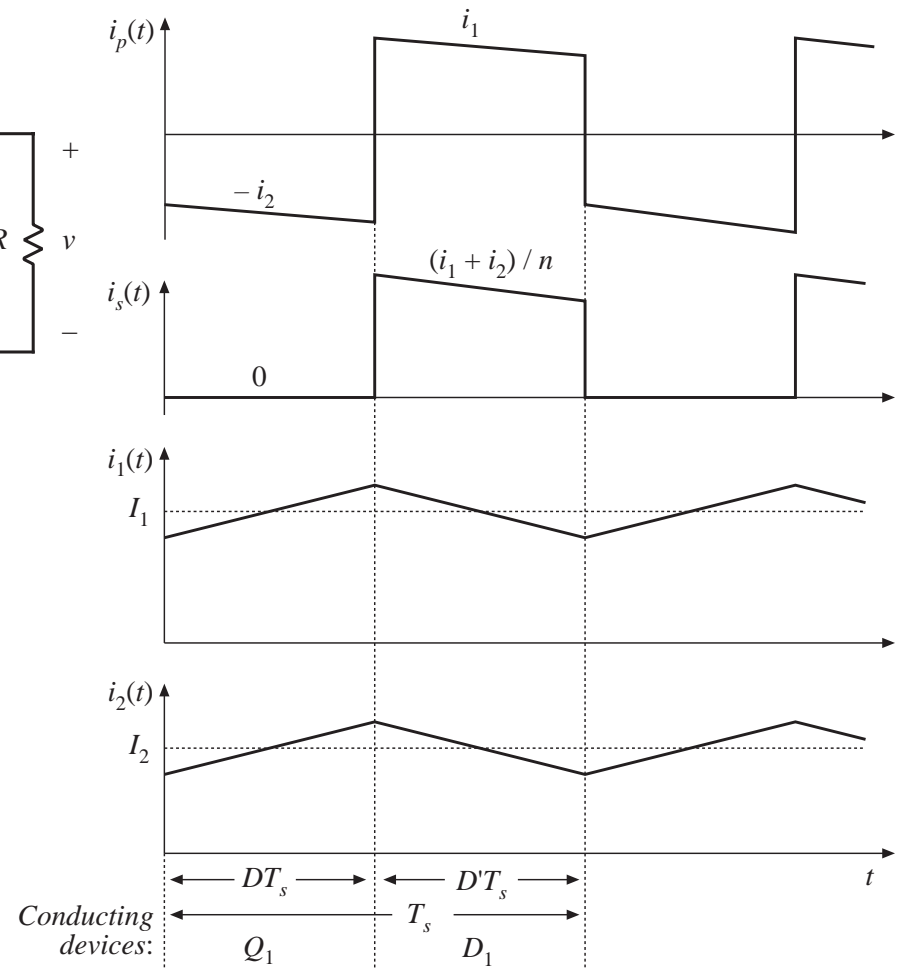 i_p(t)
i_1
– i_2
+
R
v
–
i_s(t)
(i_1 + i_2) / n
0
i_1(t)
I_1
i_2(t)
I_2
t
DT_s
D'T_s
T_s
Conducting
devices:
Q_1
D_1